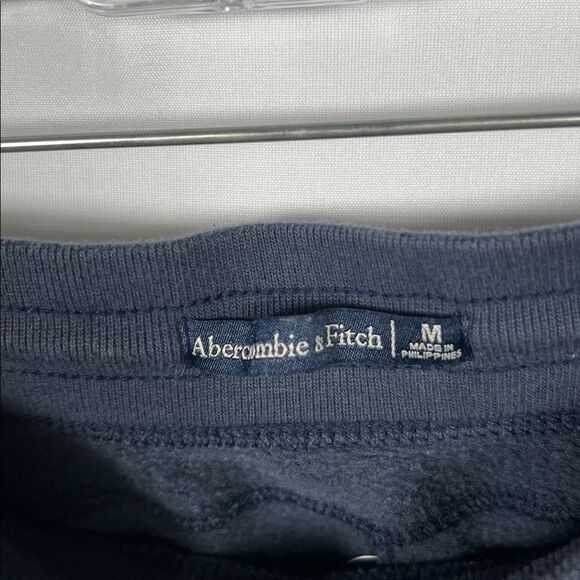 Abercrombie & Fitch | M
MADE IN
PHILIPPINES